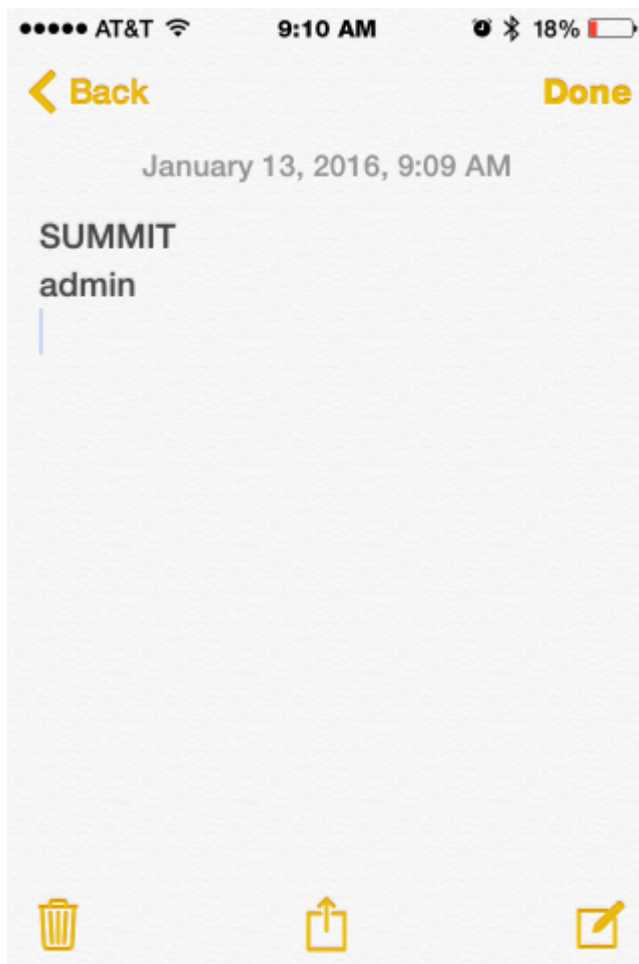 AT&T 9:10 AM 18%
Back Done
January 13, 2016, 9:09 AM
SUMMIT
admin